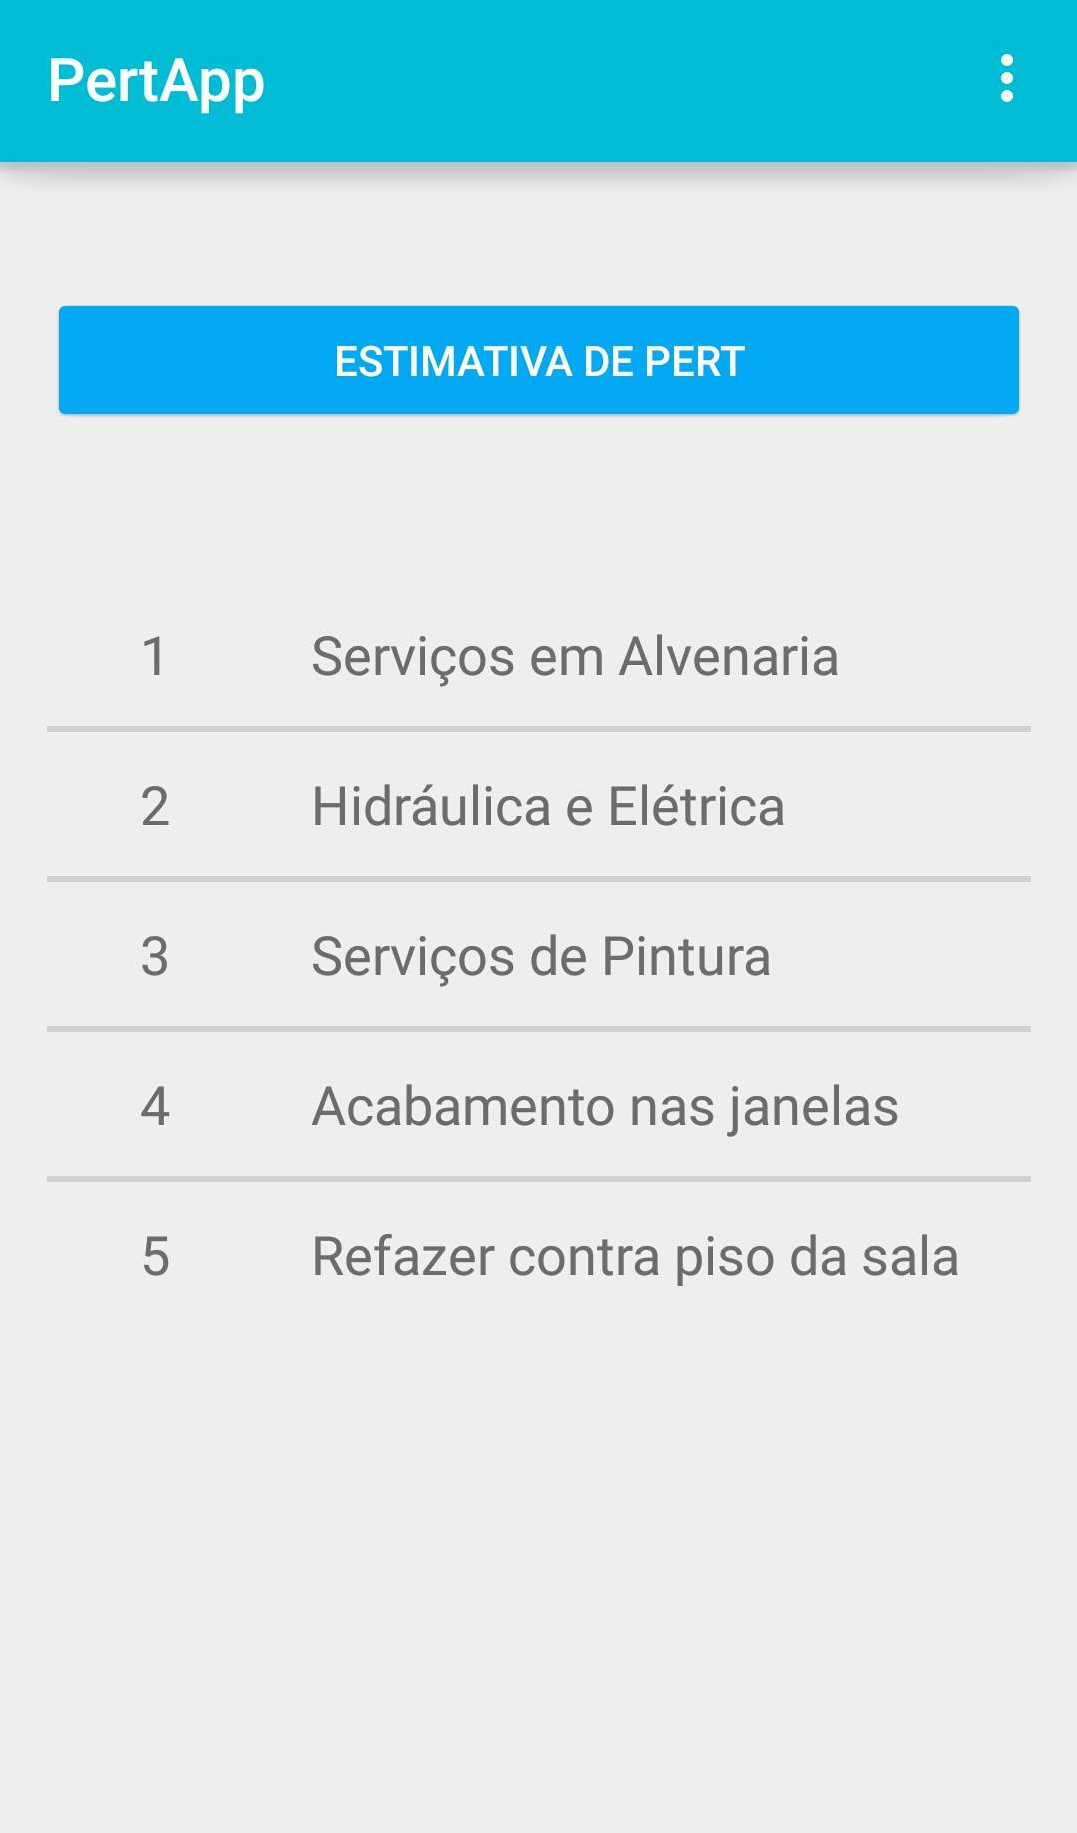 PertApp
ESTIMATIVA DE PERT
1 Serviços em Alvenaria
2 Hidráulica e Elétrica
3 Serviços de Pintura
4 Acabamento nas janelas
5 Refazer contra piso da sala